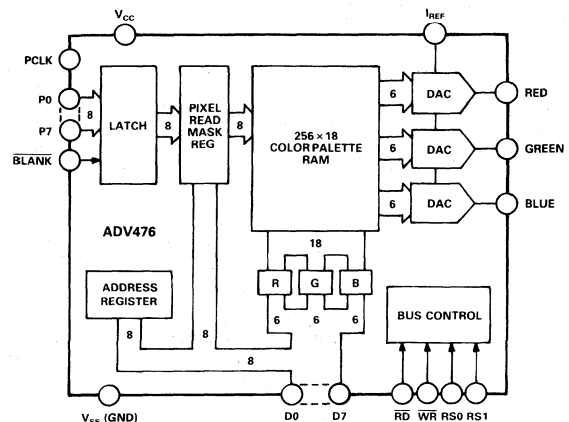 VCC
IREF
PCLK
P0
8
P7
BLANK
LATCH
8
PIXEL
READ
MASK
REG
8
256 × 18
COLOR PALETTE
RAM
6
DAC
RED
6
DAC
GREEN
6
DAC
BLUE
ADV476
18
R
G
B
6
6
6
ADDRESS
REGISTER
8
8
8
BUS CONTROL
VSS (GND)
D0
D7
RD
WR
RS0
RS1